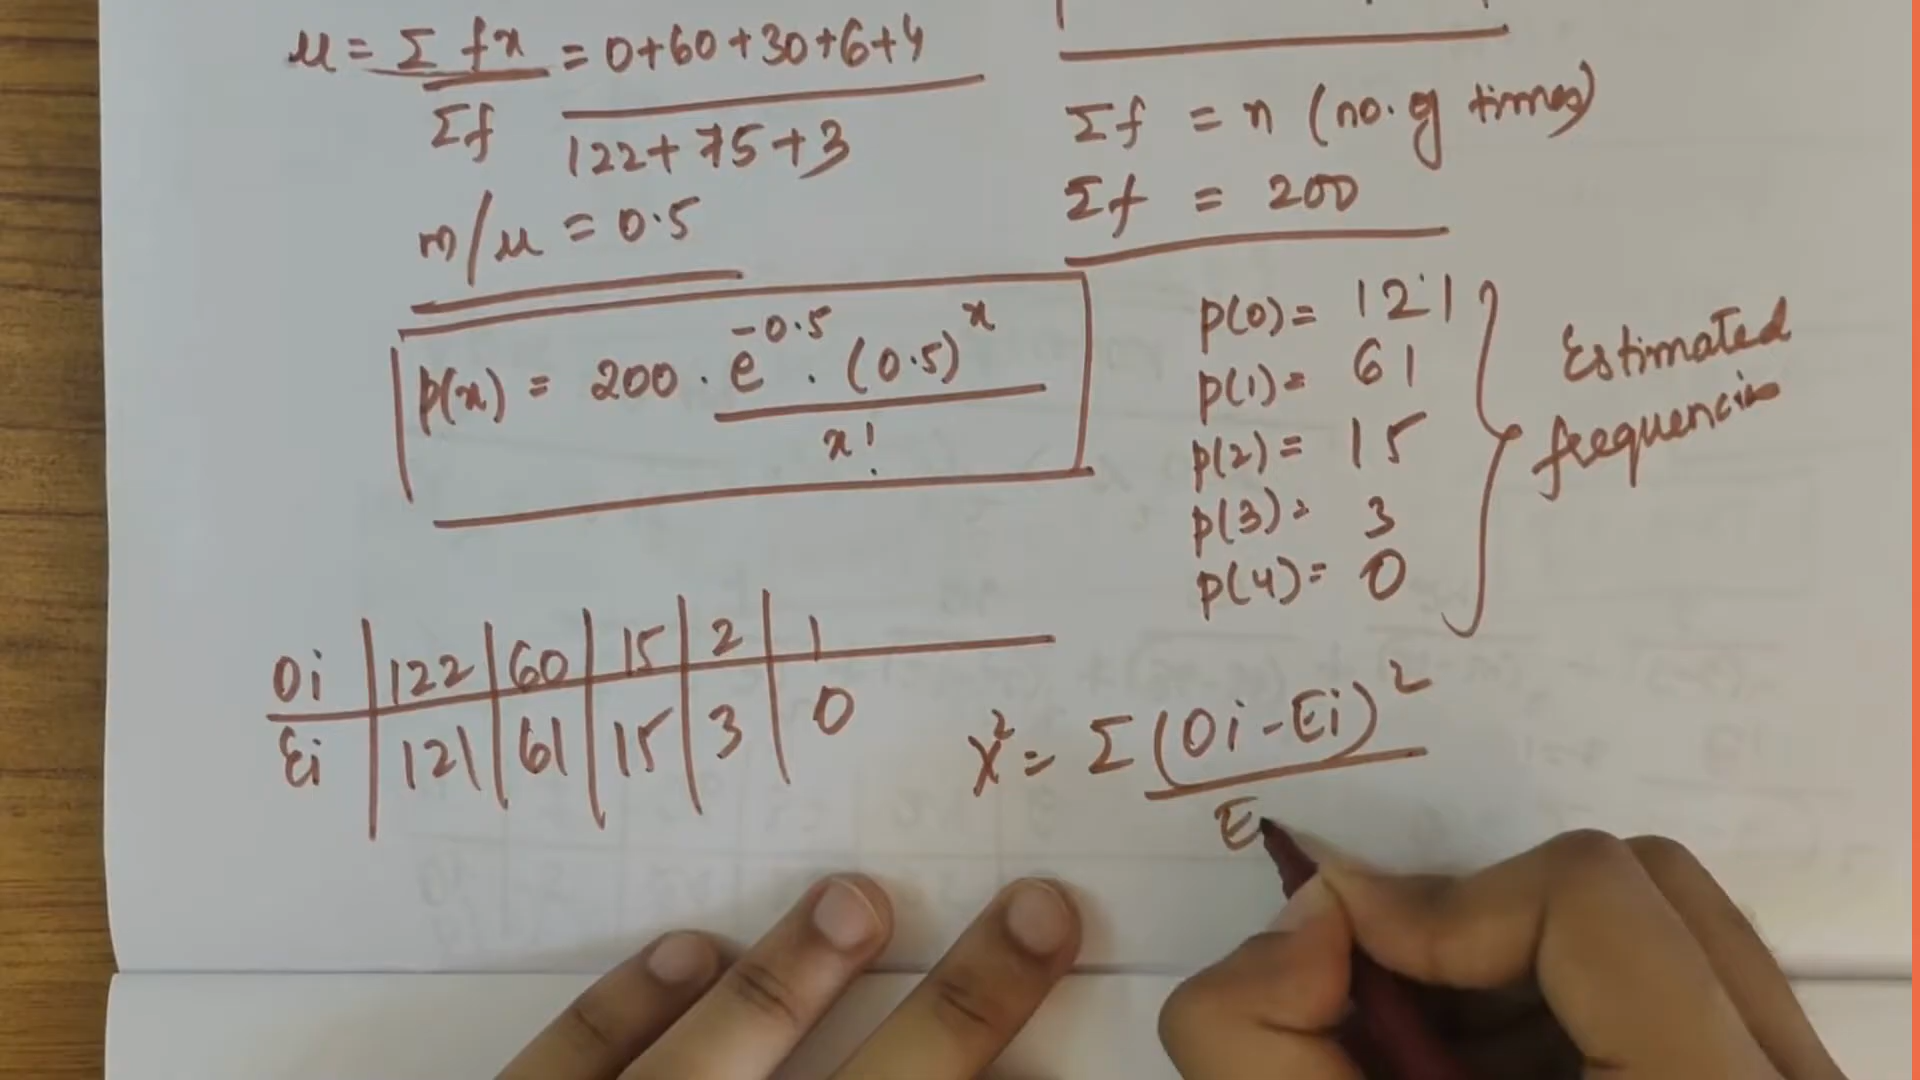 μ = Σ fx = 0+60+30+6+4
Σf 122+75+3
m/μ = 0.5
Σf = n (no. of times)
Σf = 200
p(x) = 200 . e^-0.5 . (0.5)^x
x!
p(0) = 121
p(1) = 61
p(2) = 15
p(3) = 3
p(4) = 0
Estimated
frequencies
Oi | 122 | 60 | 15 | 2 | 1
Ei | 121 | 61 | 15 | 3 | 0
χ² = Σ (Oi - Ei)²
E